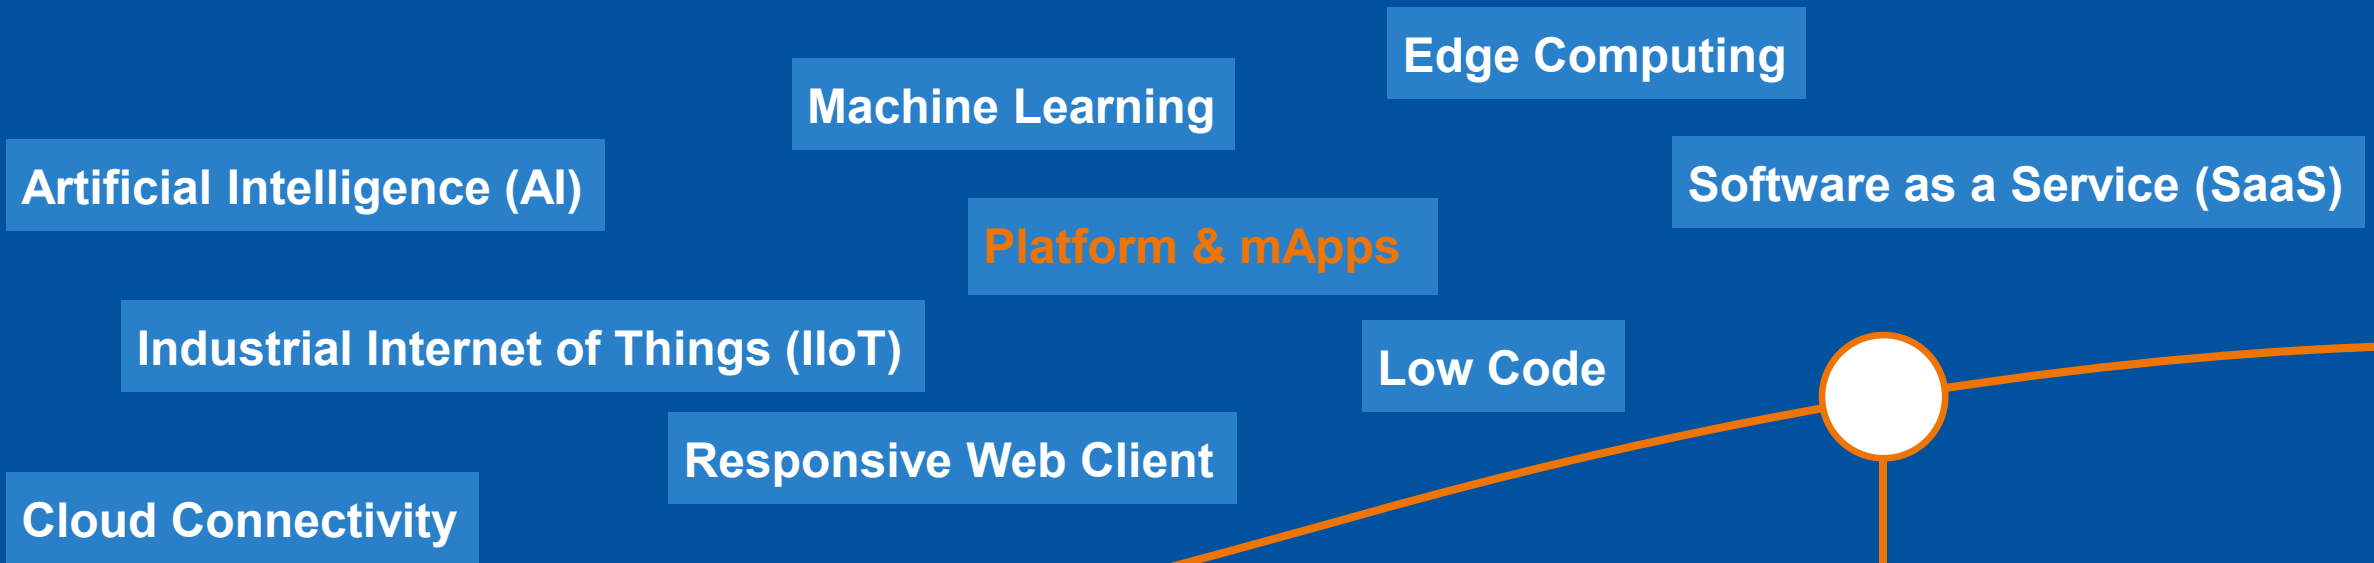 Edge Computing
Machine Learning
Artificial Intelligence (AI)
Software as a Service (SaaS)
Platform & mApps
Industrial Internet of Things (IIoT)
Low Code
Responsive Web Client
Cloud Connectivity